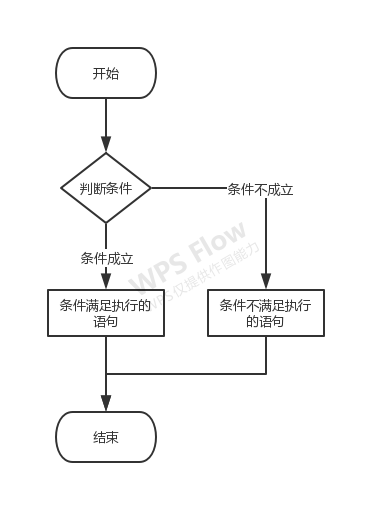 开始
判断条件
条件不成立
条件成立
WPS Flow
WPS仅提供作图能力
条件满足执行的
语句
条件不满足执行
的语句
结束